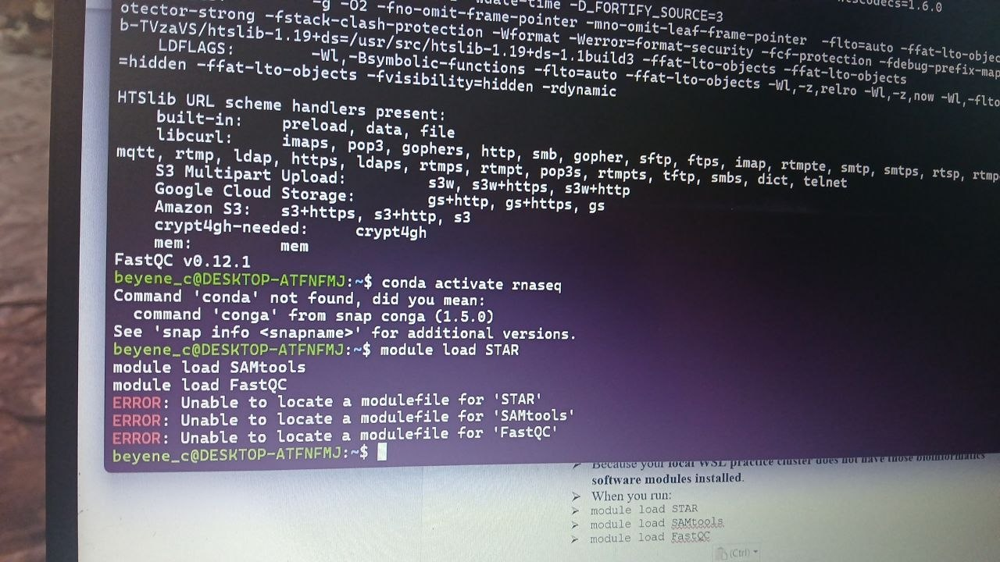 -g -O2 -fno-omit-frame-pointer -mno-omit-leaf-frame-pointer -flto=auto -ffat-lto-objec
-D_FORTIFY_SOURCE=3
otector-strong -fstack-clash-protection -Wformat -Werror=format-security -fcf-protection -fdebug-prefix-map
b-TVzaVS/htslib-1.19+ds=/usr/src/htslib-1.19+ds-1.1build3 -ffat-lto-objects -ffat-lto-objects
LDFLAGS: -Wl,-Bsymbolic-functions -flto=auto -ffat-lto-objects -Wl,-z,relro -Wl,-z,now -Wl,-flto
=hidden -ffat-lto-objects -fvisibility=hidden -rdynamic
HTSlib URL scheme handlers present:
built-in: preload, data, file
libcurl: imaps, pop3, gophers, http, smb, gopher, sftp, ftps, imap, rtmpte, smtp, smtps, rtsp, rtmp
mqtt, rtmp, ldap, https, ldaps, rtmps, rtmpt, pop3s, rtmpts, tftp, smbs, dict, telnet
S3 Multipart Upload: s3w, s3w+https, s3w+http
Google Cloud Storage: gs+http, gs+https, gs
Amazon S3: s3+https, s3+http, s3
crypt4gh-needed: crypt4gh
mem: mem
FastQC v0.12.1
beyene_c@DESKTOP-ATFNFMJ:~$ conda activate rnaseq
Command 'conda' not found, did you mean:
command 'conga' from snap conga (1.5.0)
See 'snap info <snapname>' for additional versions.
beyene_c@DESKTOP-ATFNFMJ:~$ module load STAR
module load SAMtools
module load FastQC
ERROR: Unable to locate a modulefile for 'STAR'
ERROR: Unable to locate a modulefile for 'SAMtools'
ERROR: Unable to locate a modulefile for 'FastQC'
beyene_c@DESKTOP-ATFNFMJ:~$
Because your local WSL practice cluster does not have those bioinformatics
software modules installed.
When you run:
module load STAR
module load SAMtools
module load FastQC
(Ctrl)